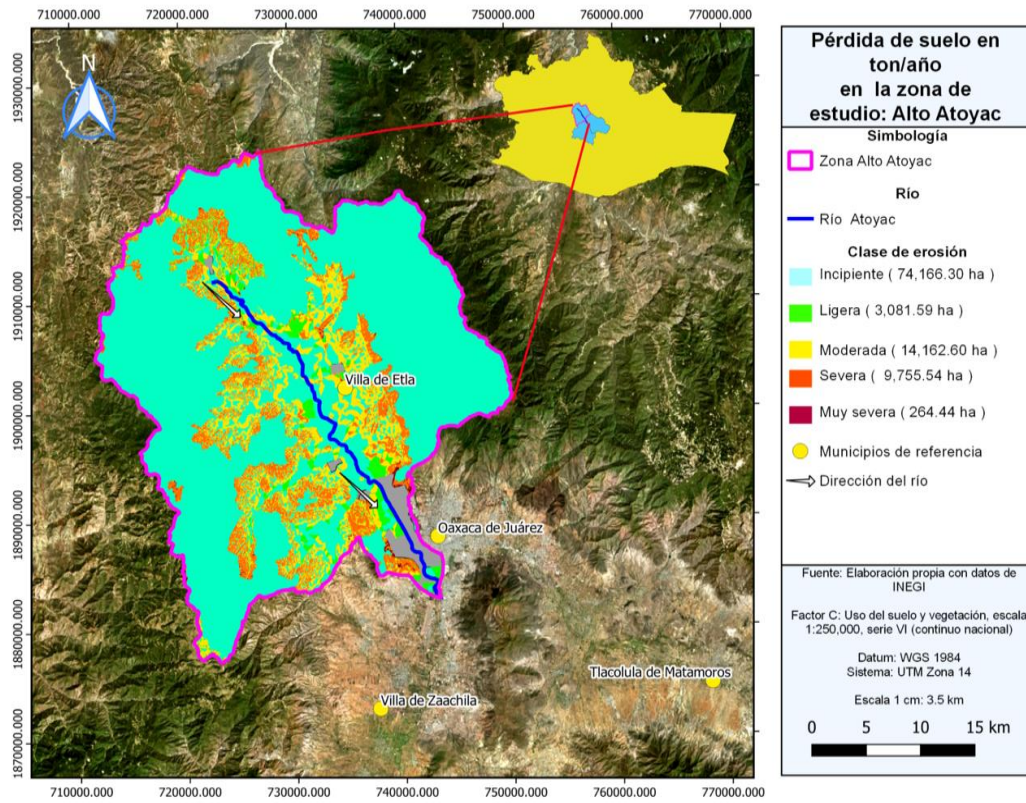 710000.000 720000.000 730000.000 740000.000 750000.000 760000.000 770000.000
1930000.000
1920000.000
1910000.000
1900000.000
1890000.000
1880000.000
1870000.000
N
Villa de Etla
Oaxaca de Juárez
Tlacolula de Matamoros
Villa de Zaachila
710000.000 720000.000 730000.000 740000.000 750000.000 760000.000 770000.000
Pérdida de suelo en
ton/año
en la zona de
estudio: Alto Atoyac
Simbología
Zona Alto Atoyac
Río
Río Atoyac
Clase de erosión
Incipiente ( 74,166.30 ha )
Ligera ( 3,081.59 ha )
Moderada ( 14,162.60 ha )
Severa ( 9,755.54 ha )
Muy severa ( 264.44 ha )
Municipios de referencia
Dirección del río
Fuente: Elaboración propia con datos de
INEGI
Factor C: Uso del suelo y vegetación, escala
1:250,000, serie VI (continuo nacional)
Datum: WGS 1984
Sistema: UTM Zona 14
Escala 1 cm: 3.5 km
0 5 10 15 km